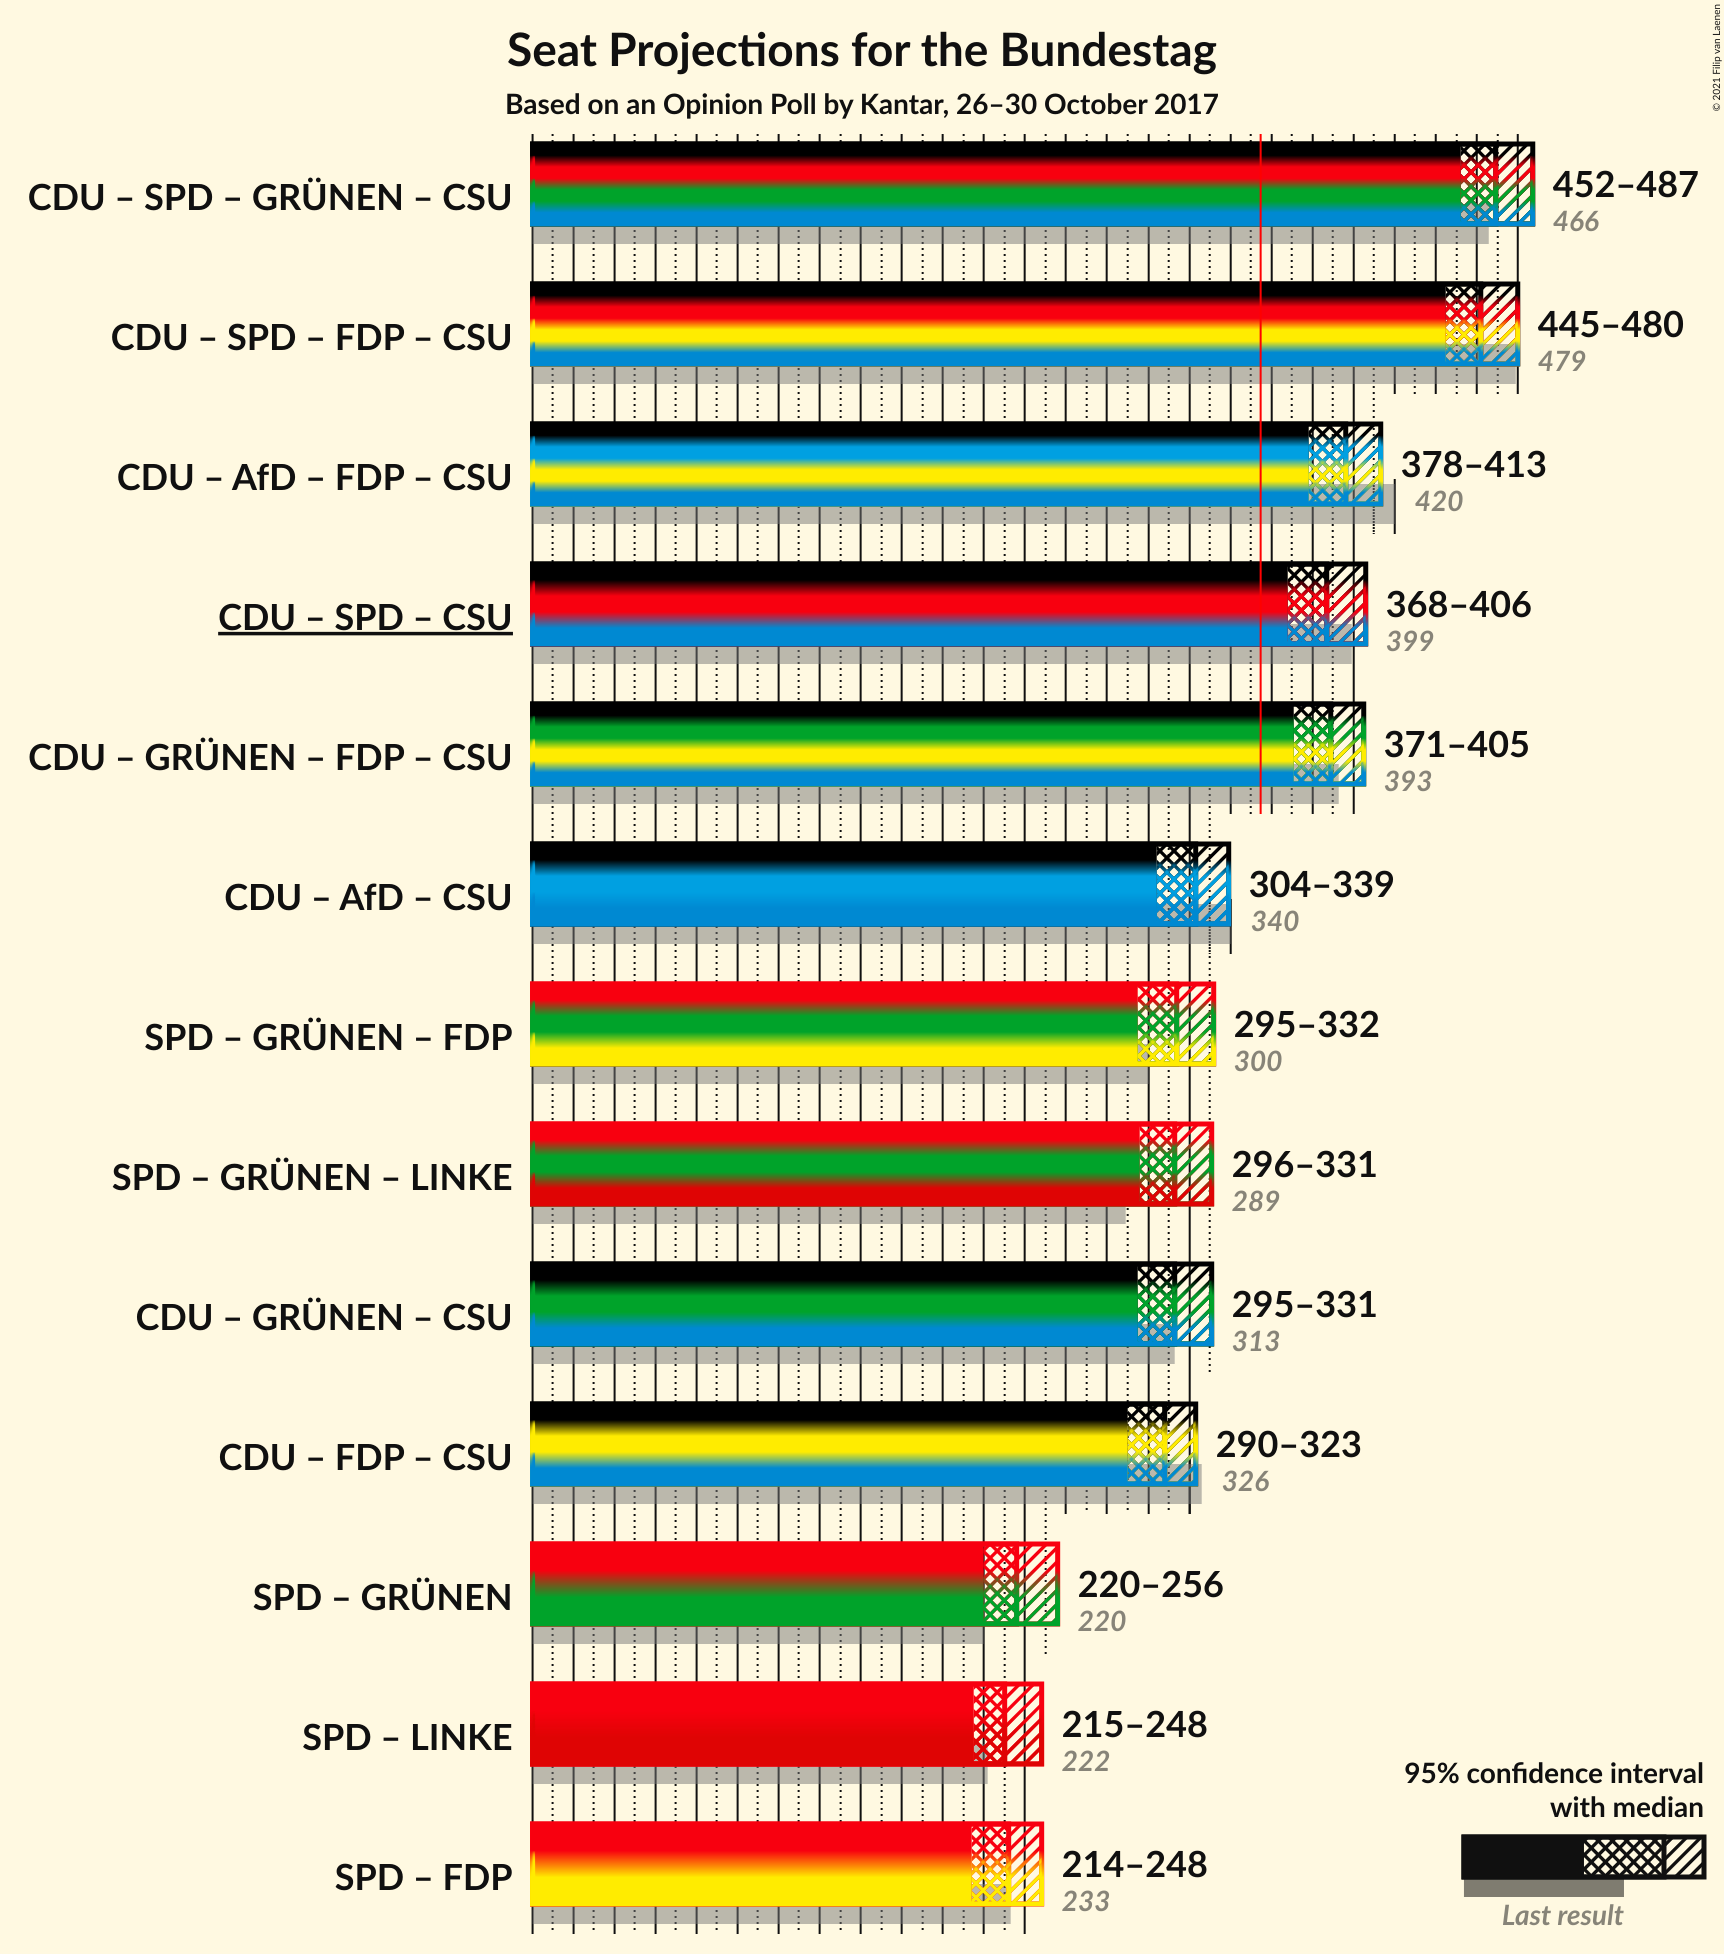 Seat Projections for the Bundestag
Based on an Opinion Poll by Kantar, 26–30 October 2017
© 2021 Filip van Laenen
CDU – SPD – GRÜNEN – CSU
452–487
466
CDU – SPD – FDP – CSU
445–480
479
CDU – AfD – FDP – CSU
378–413
420
CDU – SPD – CSU
368–406
399
CDU – GRÜNEN – FDP – CSU
371–405
393
CDU – AfD – CSU
304–339
340
SPD – GRÜNEN – FDP
295–332
300
SPD – GRÜNEN – LINKE
296–331
289
CDU – GRÜNEN – CSU
295–331
313
CDU – FDP – CSU
290–323
326
SPD – GRÜNEN
220–256
220
SPD – LINKE
215–248
222
SPD – FDP
214–248
233
95% confidence interval
with median
Last result